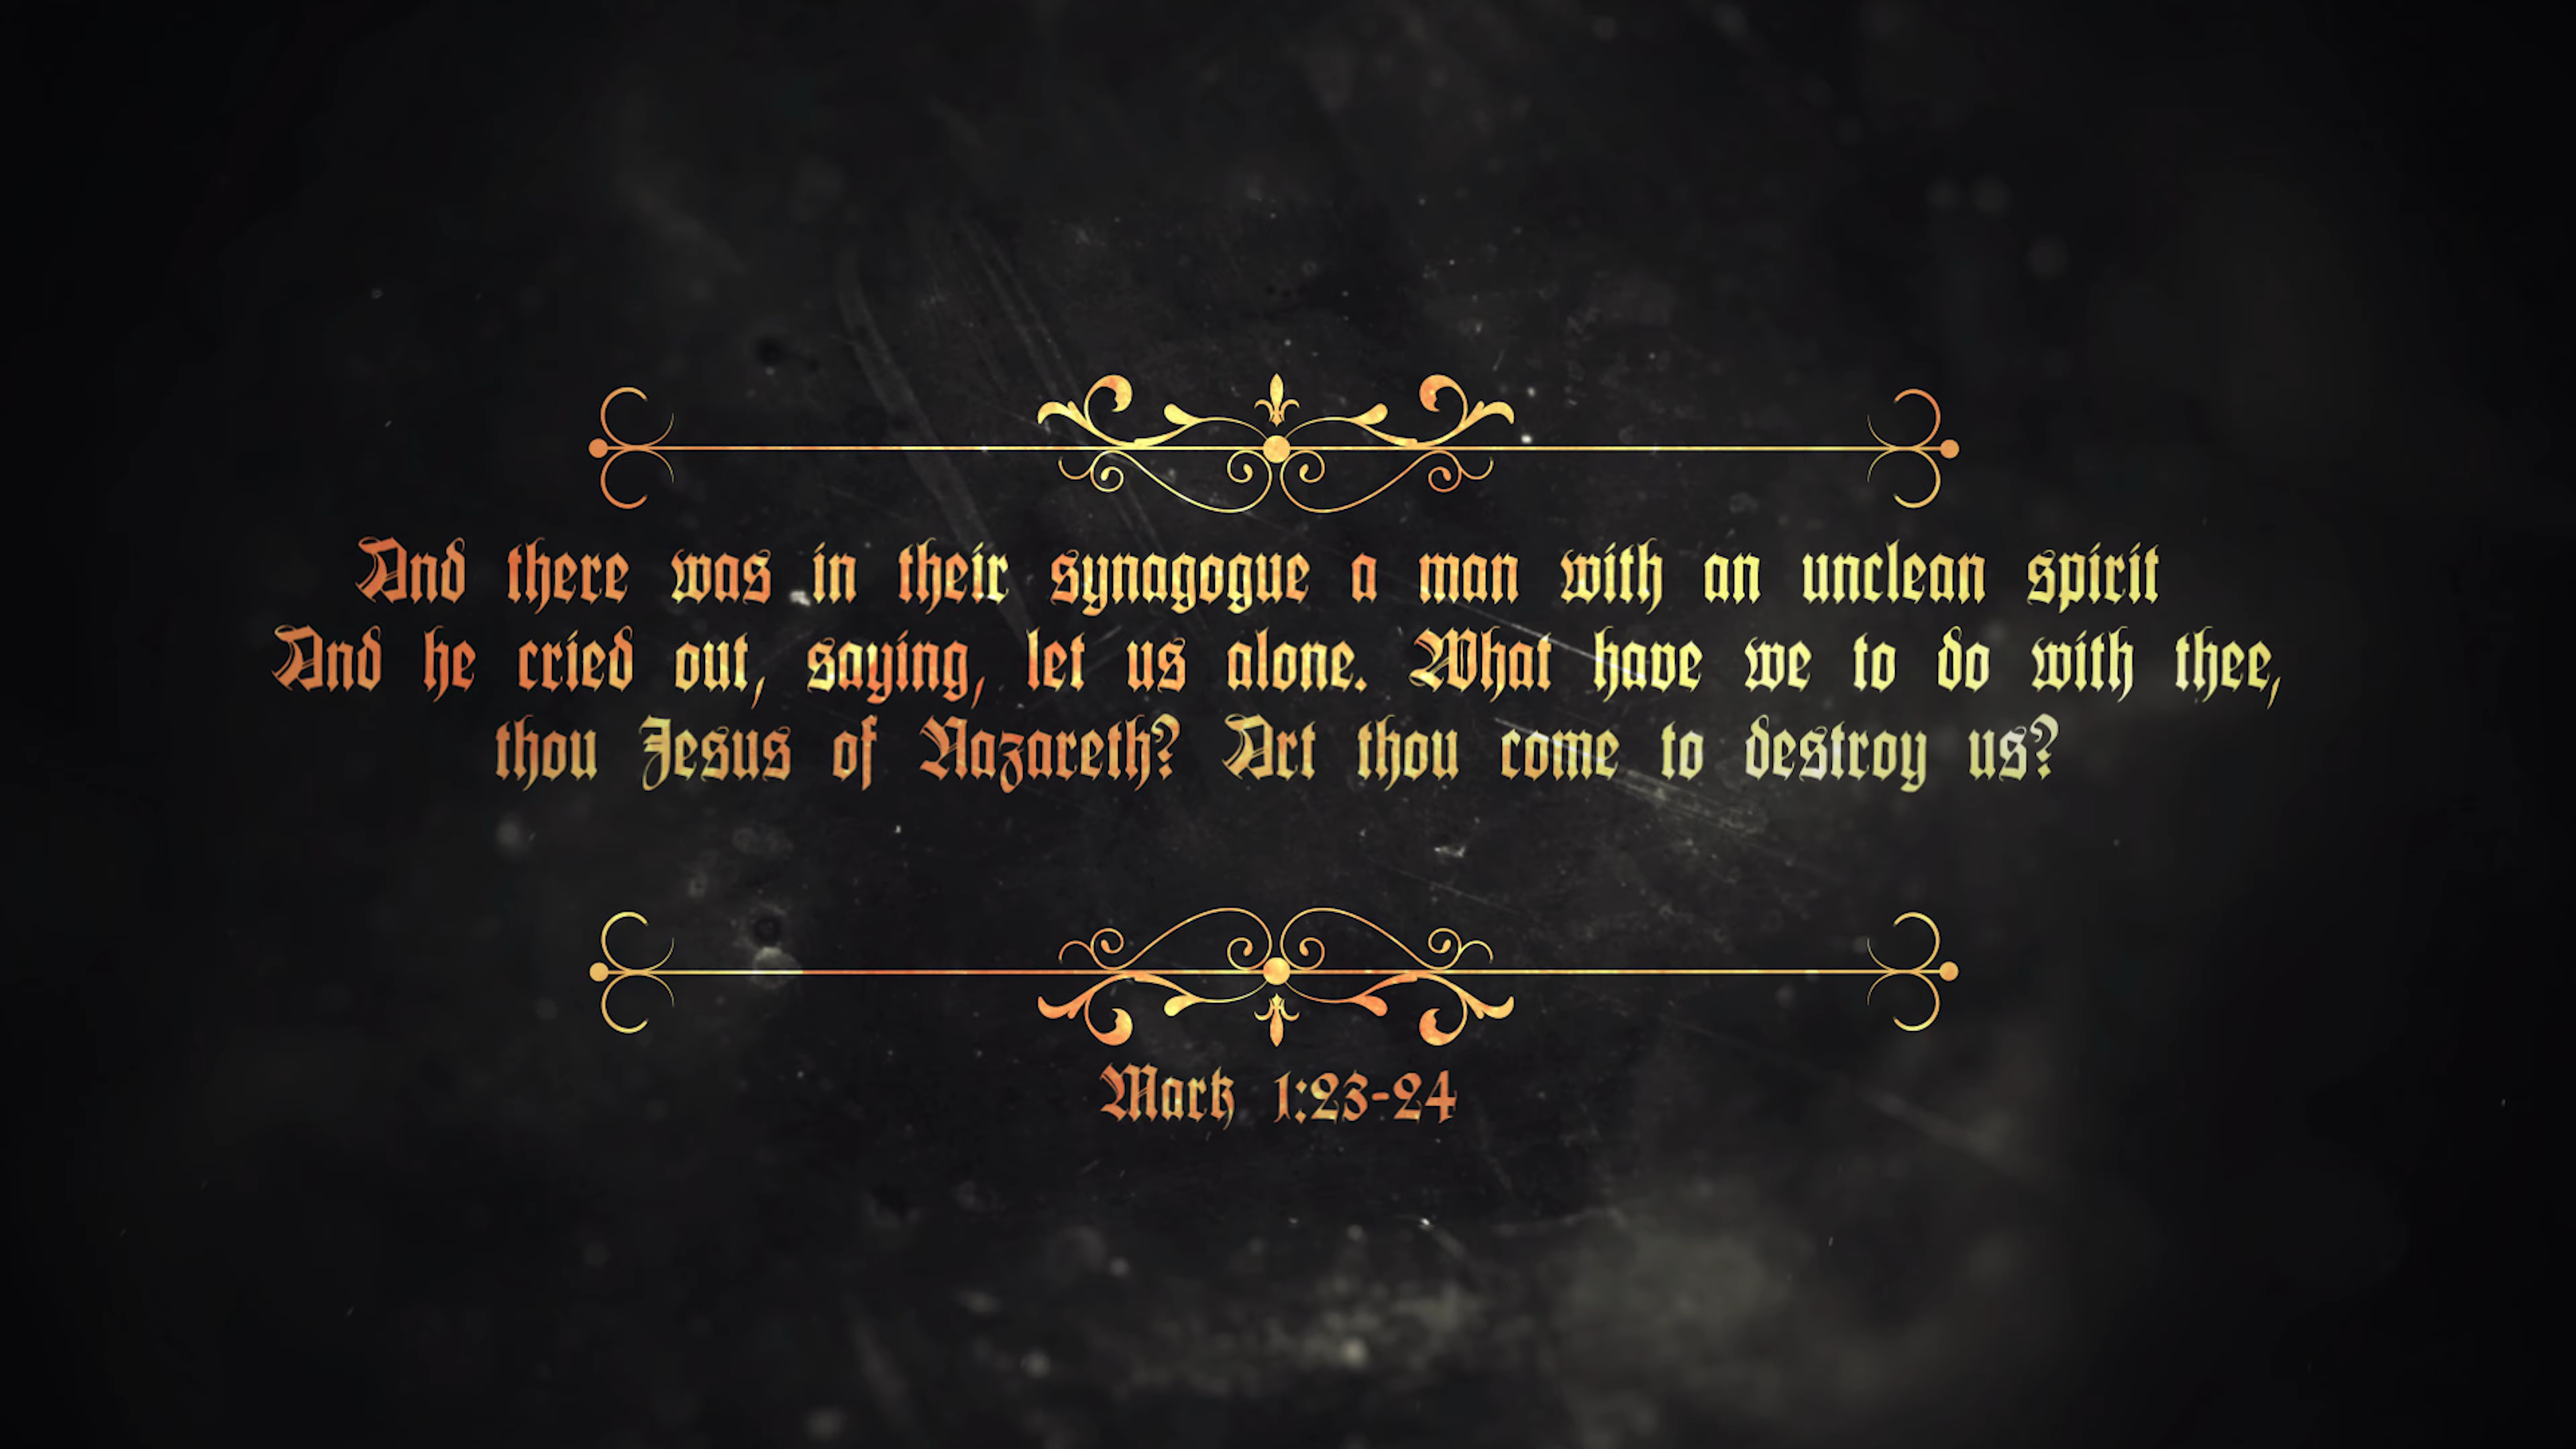 And there was in their synagogue a man with an unclean spirit
And he cried out, saying, let us alone. What have we to do with thee,
thou Jesus of Nazareth? Art thou come to destroy us?
Mark 1:23-24